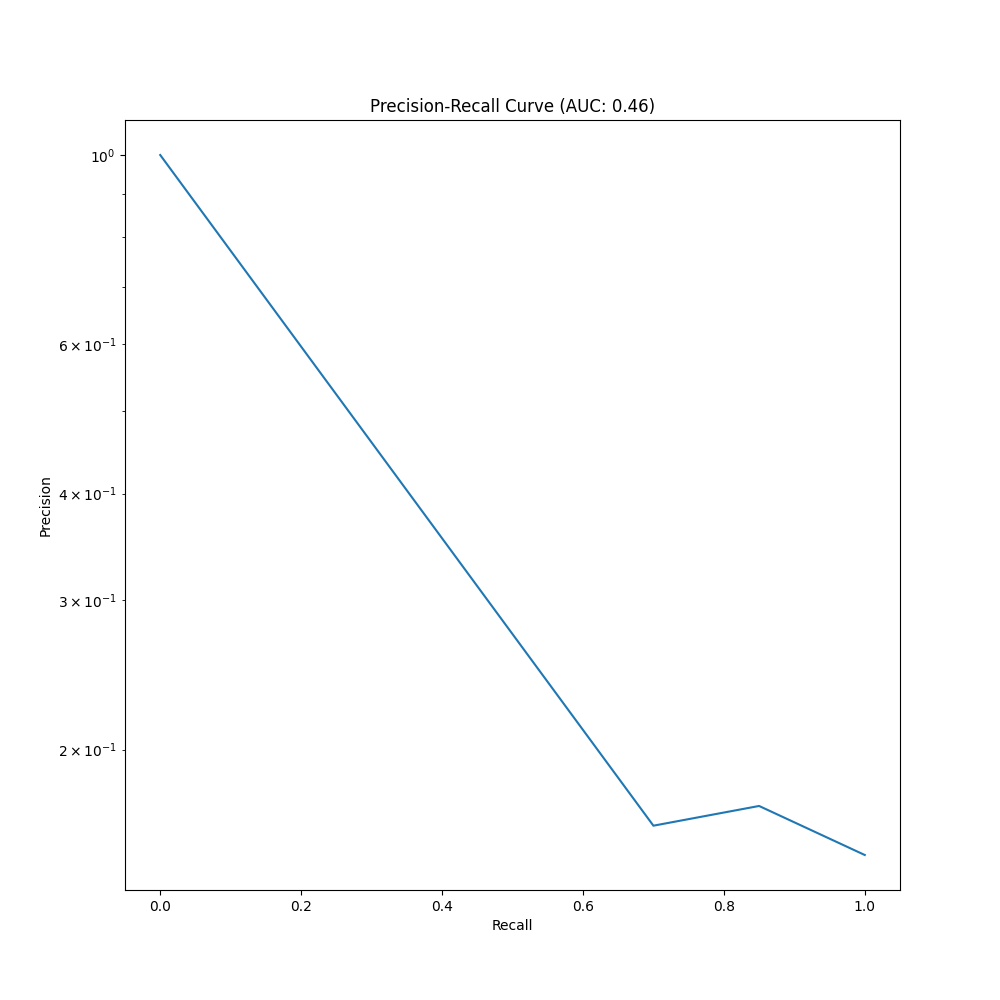 Precision-Recall Curve (AUC: 0.46)
10⁰
6 × 10⁻¹
4 × 10⁻¹
3 × 10⁻¹
2 × 10⁻¹
Precision
0.0 0.2 0.4 0.6 0.8 1.0
Recall